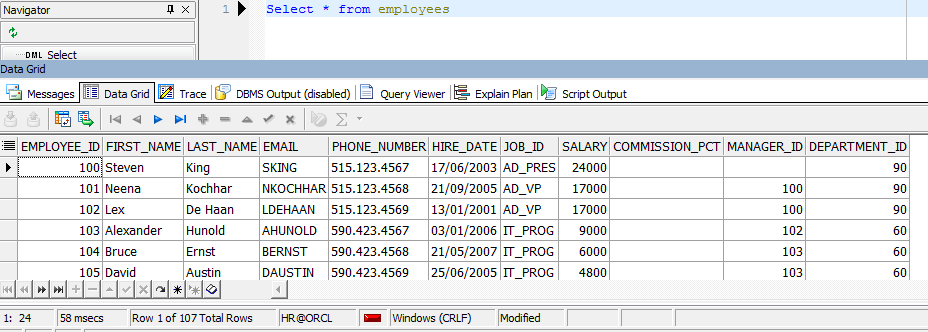 Navigator
1 Select * from employees
DML Select
Data Grid
Messages Data Grid Trace DBMS Output (disabled) Query Viewer Explain Plan Script Output
EMPLOYEE_ID FIRST_NAME LAST_NAME EMAIL PHONE_NUMBER HIRE_DATE JOB_ID SALARY COMMISSION_PCT MANAGER_ID DEPARTMENT_ID
100 Steven King SKING 515.123.4567 17/06/2003 AD_PRES 24000 90
101 Neena Kochhar NKOCHHAR 515.123.4568 21/09/2005 AD_VP 17000 100 90
102 Lex De Haan LDEHAAN 515.123.4569 13/01/2001 AD_VP 17000 100 90
103 Alexander Hunold AHUNOLD 590.423.4567 03/01/2006 IT_PROG 9000 102 60
104 Bruce Ernst BERNST 590.423.4568 21/05/2007 IT_PROG 6000 103 60
105 David Austin DAUSTIN 590.423.4569 25/06/2005 IT_PROG 4800 103 60
1: 24 58 msecs Row 1 of 107 Total Rows HR@ORCL Windows (CRLF) Modified